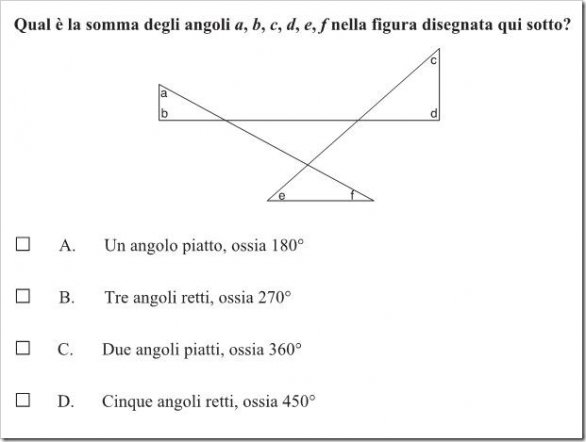 Qual è la somma degli angoli a, b, c, d, e, f nella figura disegnata qui sotto?
c
a
b
d
e
f
A. Un angolo piatto, ossia 180°
B. Tre angoli retti, ossia 270°
C. Due angoli piatti, ossia 360°
D. Cinque angoli retti, ossia 450°